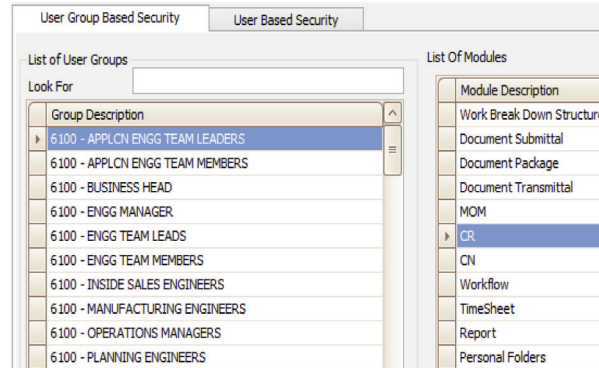 User Group Based Security
User Based Security
List of User Groups
Look For
Group Description
6100 - APPLCN ENGG TEAM LEADERS
6100 - APPLCN ENGG TEAM MEMBERS
6100 - BUSINESS HEAD
6100 - ENGG MANAGER
6100 - ENGG TEAM LEADS
6100 - ENGG TEAM MEMBERS
6100 - INSIDE SALES ENGINEERS
6100 - MANUFACTURING ENGINEERS
6100 - OPERATIONS MANAGERS
6100 - PLANNING ENGINEERS
List Of Modules
Module Description
Work Break Down Structure
Document Submittal
Document Package
Document Transmittal
MOM
CR
CN
Workflow
TimeSheet
Report
Personal Folders